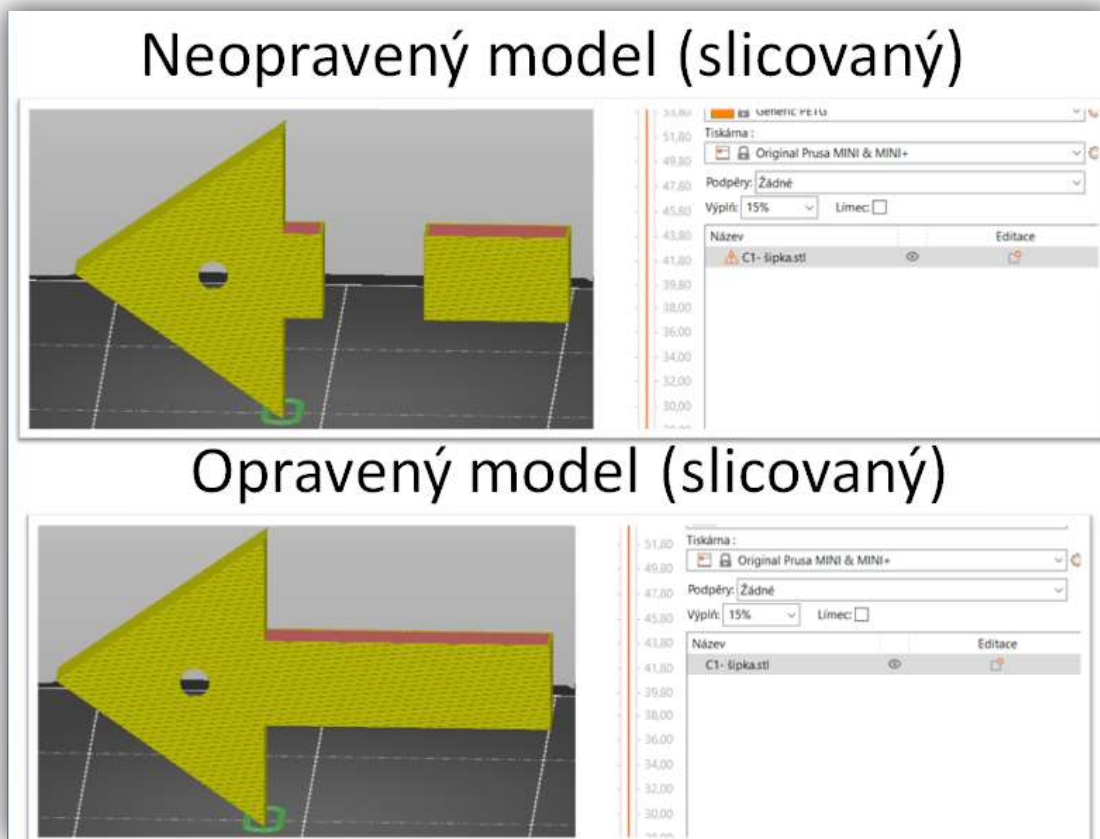 Neopravený model (slicovaný)
53,80
Generic PETG
51,80
Tiskárna :
49,80
Original Prusa MINI & MINI+
47,80
Podpěry: Žádné
45,80
Výplň: 15% Límec:
43,80
Název Editace
41,80
C1- šipka.stl
39,80
38,00
36,00
34,00
32,00
30,00
Opravený model (slicovaný)
51,80
Tiskárna :
49,80
Original Prusa MINI & MINI+
47,80
Podpěry: Žádné
45,80
Výplň: 15% Límec:
43,80
Název Editace
41,80
C1- šipka.stl
39,80
38,00
36,00
34,00
32,00
30,00